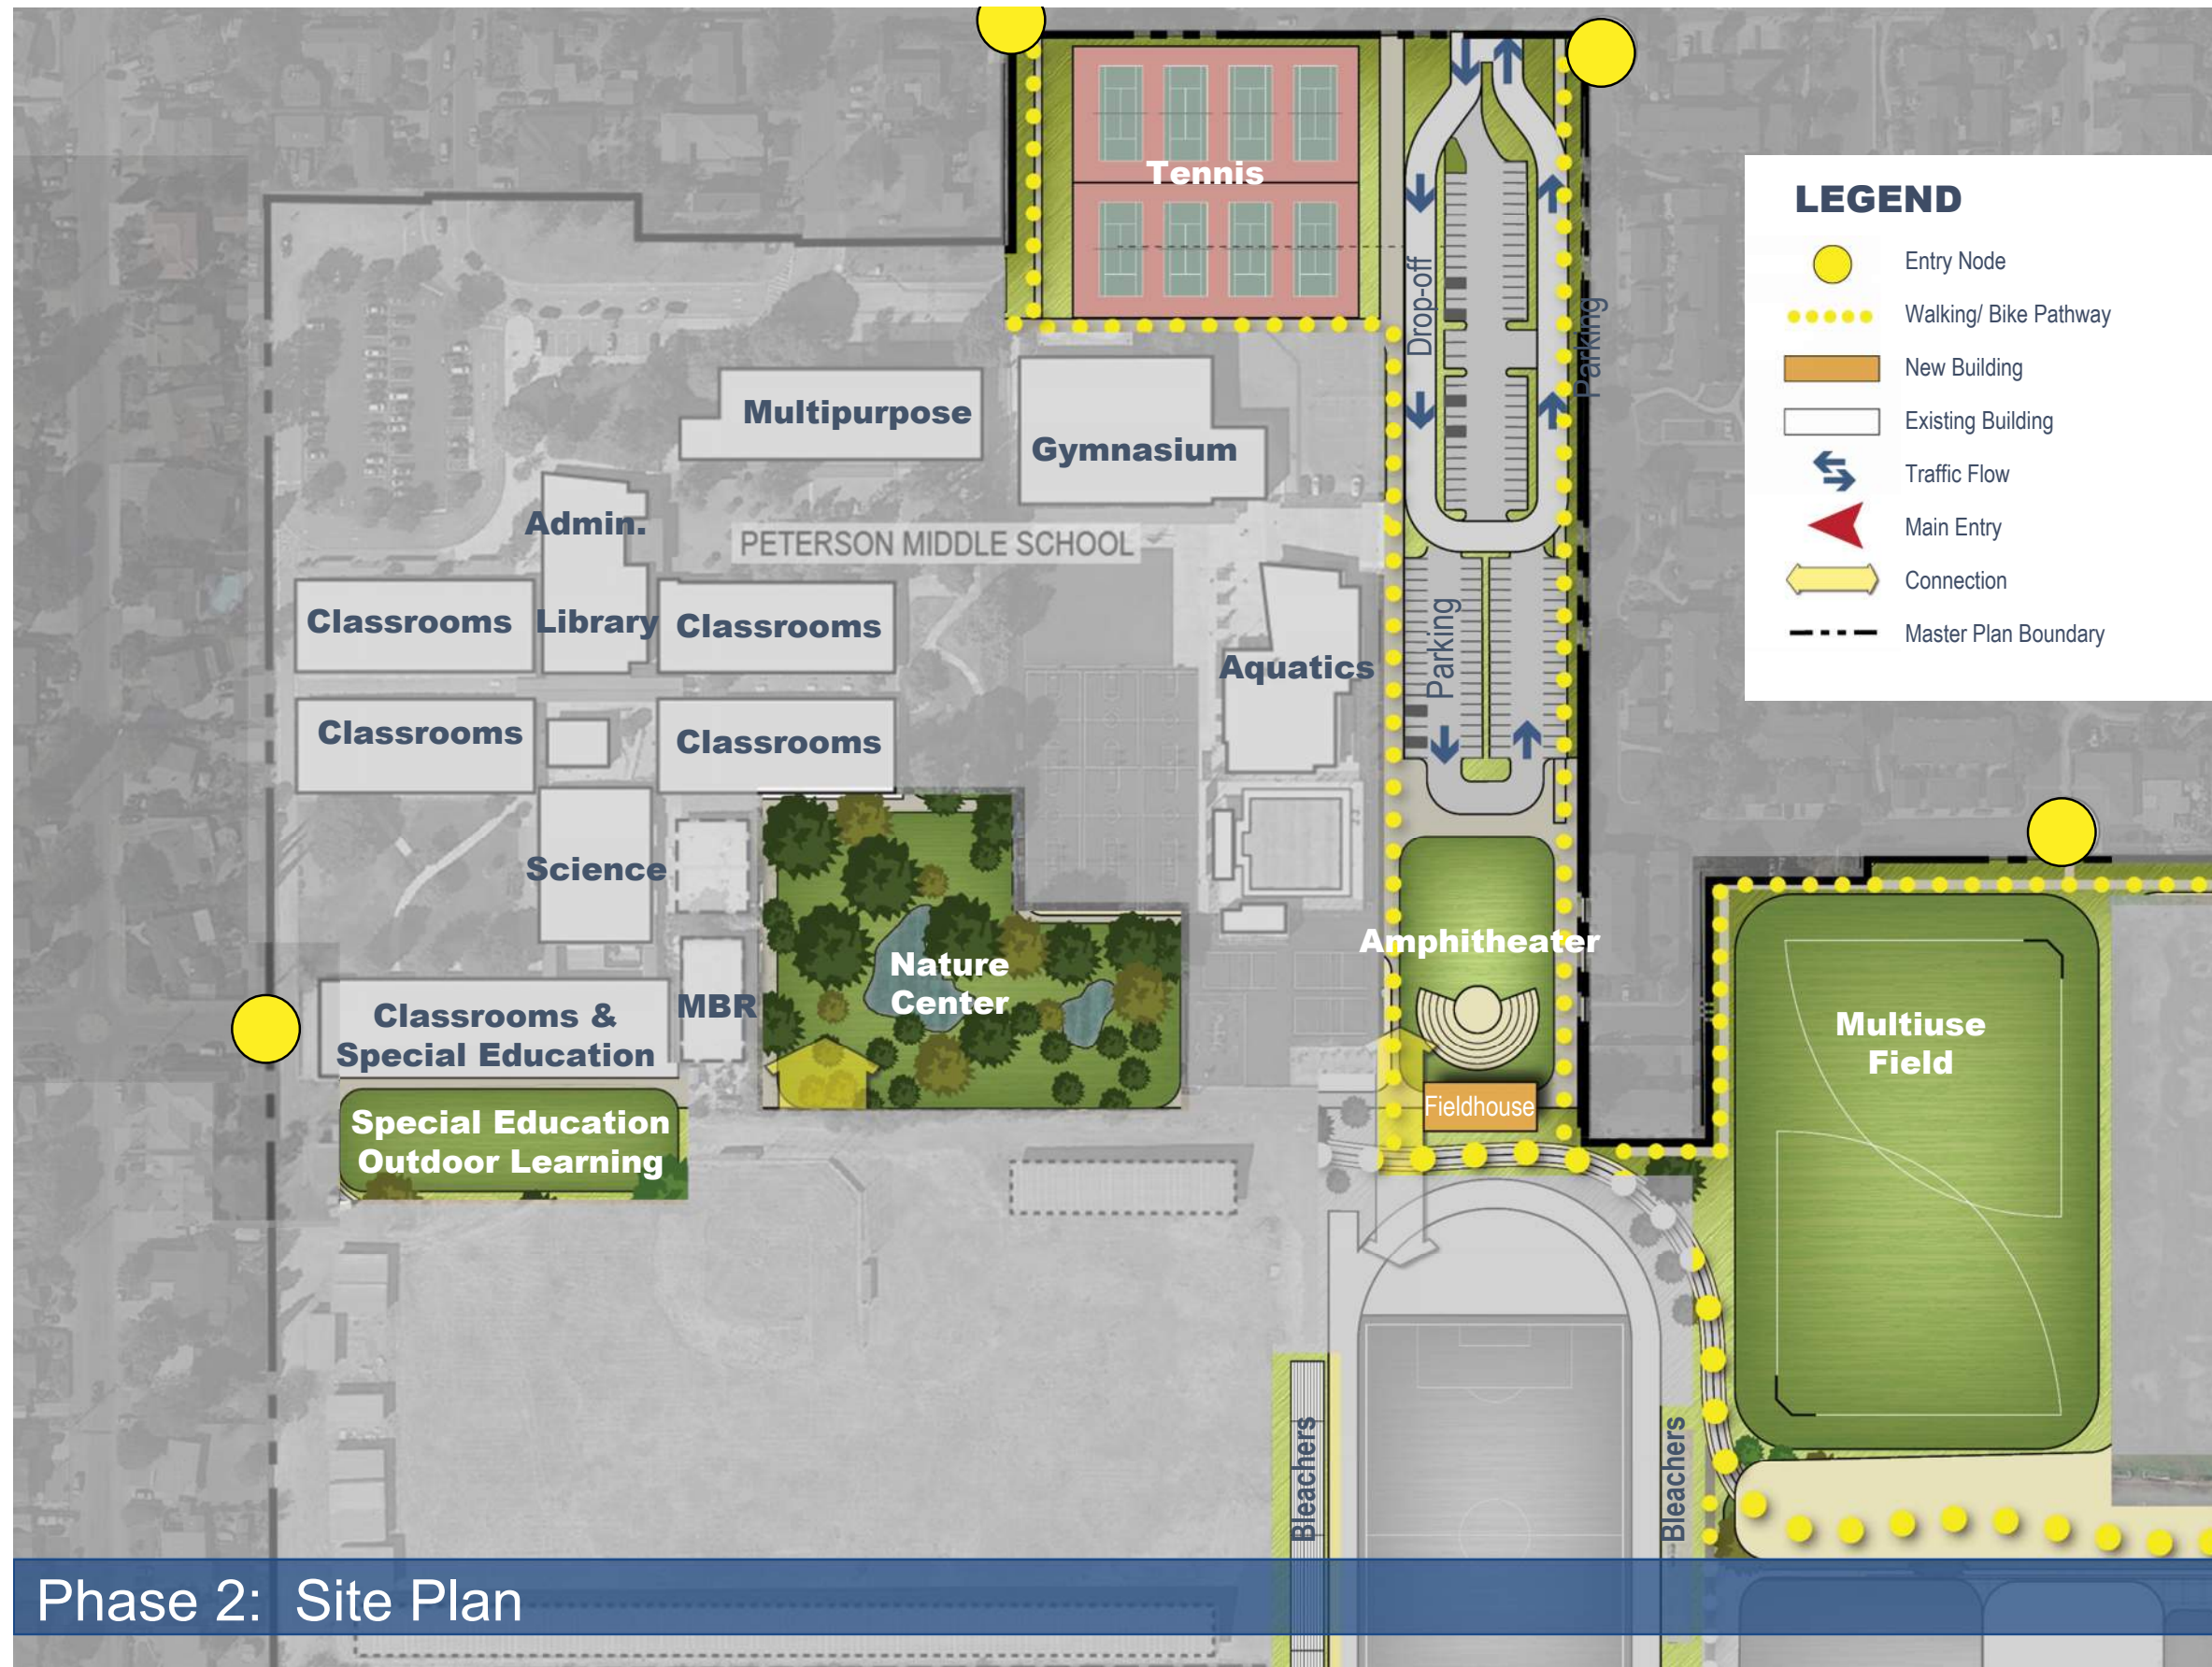 Tennis
LEGEND
Entry Node
Walking/ Bike Pathway
New Building
Existing Building
Traffic Flow
Main Entry
Connection
Master Plan Boundary
Drop-off
Parking
Multipurpose
Gymnasium
Admin.
PETERSON MIDDLE SCHOOL
Classrooms
Library
Classrooms
Parking
Aquatics
Classrooms
Classrooms
Science
Amphitheater
Nature
Center
MBR
Classrooms &
Special Education
Multiuse
Field
Fieldhouse
Special Education
Outdoor Learning
Bleachers
Bleachers
Phase 2: Site Plan